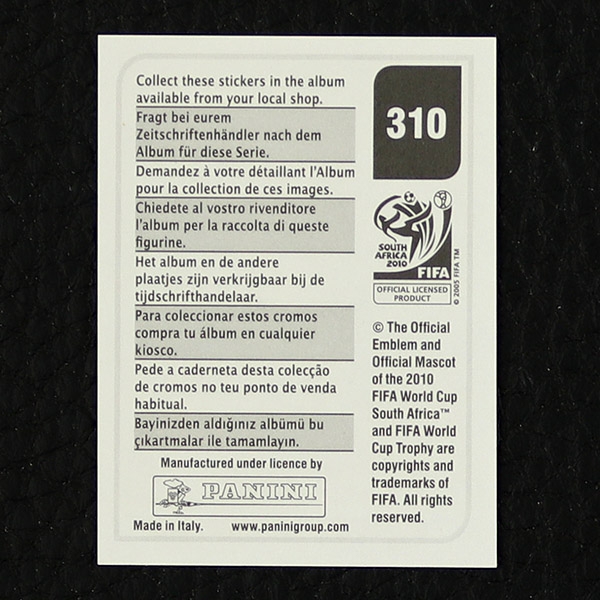 Collect these stickers in the album
available from your local shop.
Fragt bei eurem
Zeitschriftenhändler nach dem
Album für diese Serie.
Demandez à votre détaillant l'Album
pour la collection de ces images.
Chiedete al vostro rivenditore
l'album per la raccolta di queste
figurine.
Het album en de andere
plaatjes zijn verkrijgbaar bij de
tijdschrifthandelaar.
Para coleccionar estos cromos
compra tu álbum en cualquier
kiosco.
Pede a caderneta desta colecção
de cromos no teu ponto de venda
habitual.
Bayinizden aldığınız albümü bu
çıkartmalar ile tamamlayın.
Manufactured under licence by
PANINI
Made in Italy. www.paninigroup.com
310
SOUTH
AFRICA
2010
FIFA
© 2005 FIFA TM
OFFICIAL LICENSED
PRODUCT
© The Official
Emblem and
Official Mascot
of the 2010
FIFA World Cup
South Africa™
and FIFA World
Cup Trophy are
copyrights and
trademarks of
FIFA. All rights
reserved.